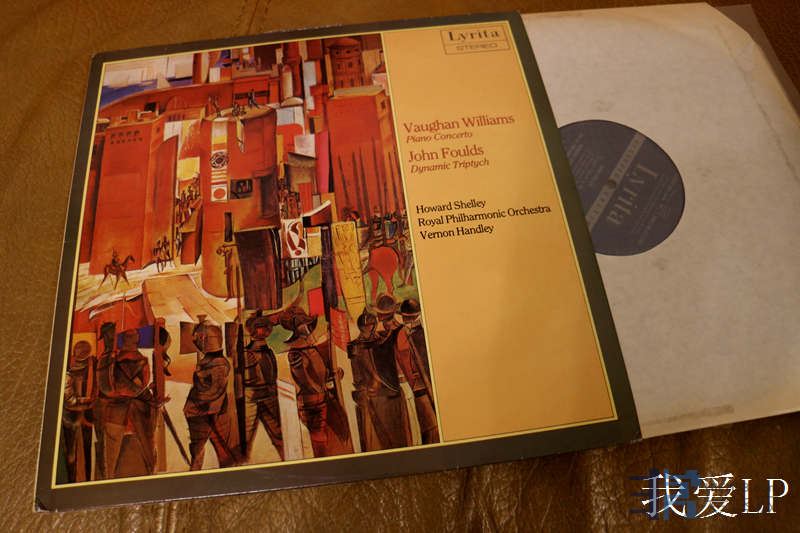 Lyrita
STEREO
Vaughan Williams
Piano Concerto
John Foulds
Dynamic Triptych
Howard Shelley
Royal Philharmonic Orchestra
Vernon Handley
Lyrita
我爱LP